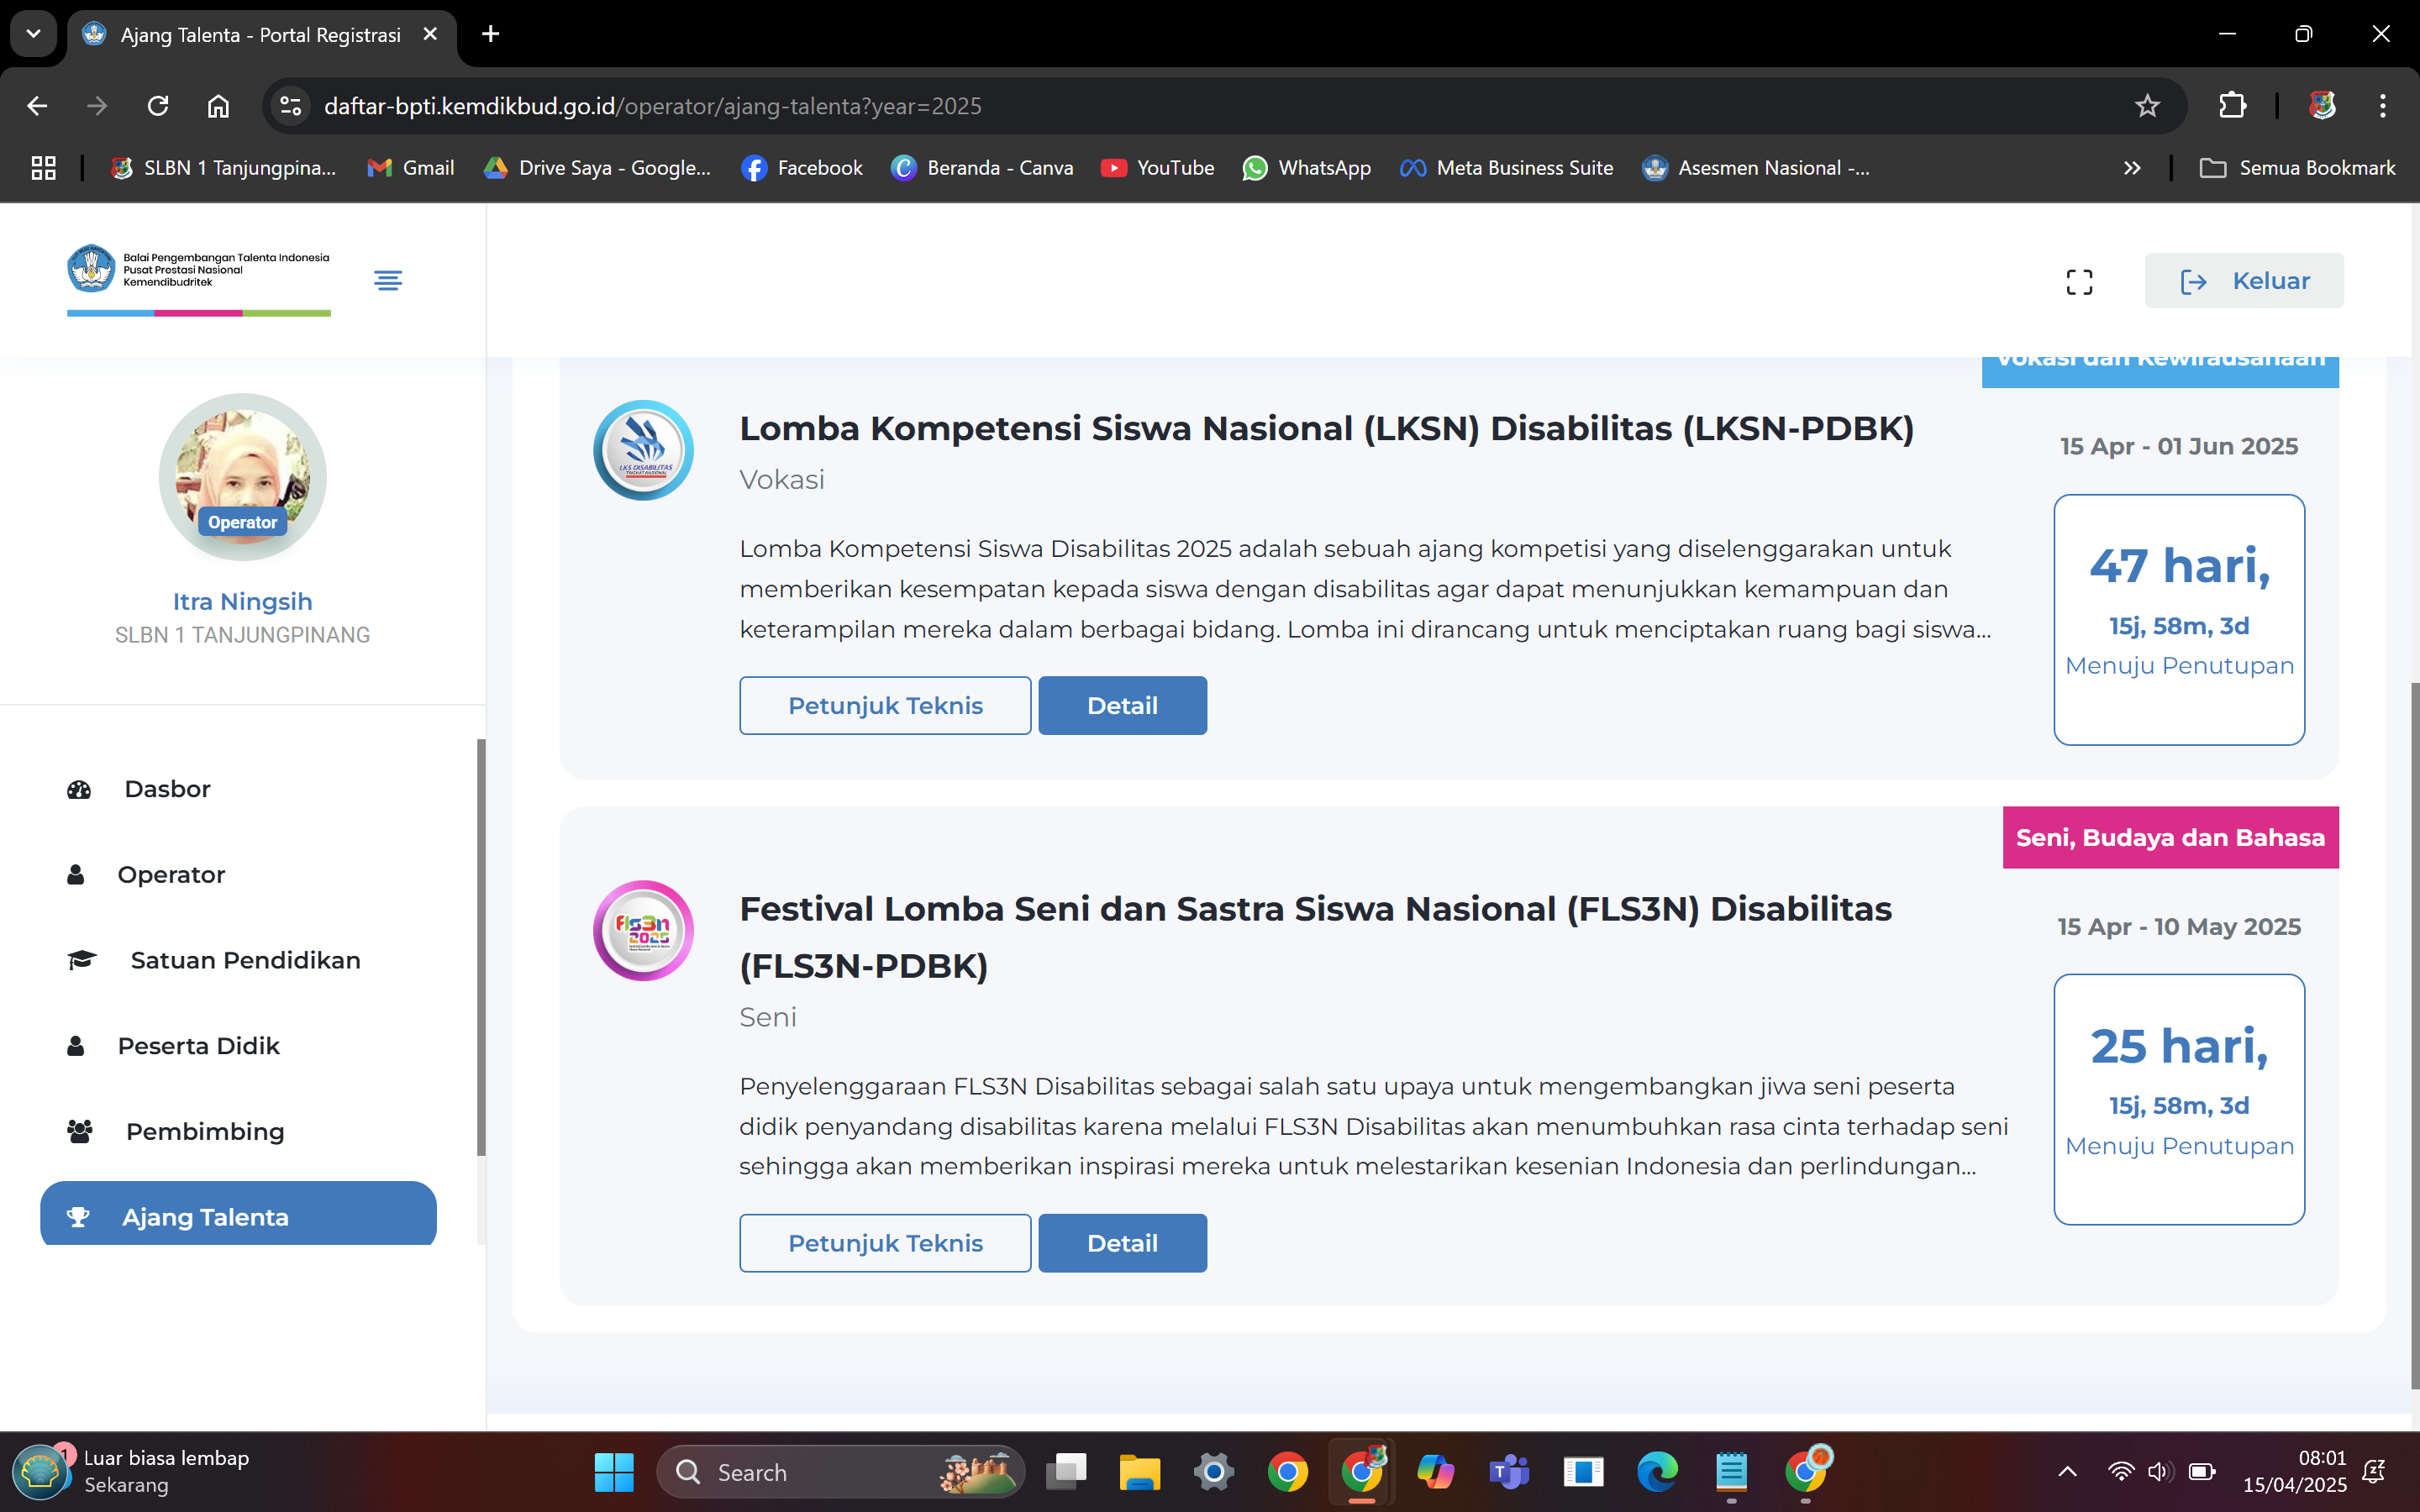 Ajang Talenta - Portal Registrasi
daftar-bpti.kemdikbud.go.id/operator/ajang-talenta?year=2025
SLBN 1 Tanjungpina...
Gmail
Drive Saya - Google...
Facebook
Beranda - Canva
YouTube
WhatsApp
Meta Business Suite
Asesmen Nasional -...
Semua Bookmark
Balai Pengembangan Talenta Indonesia
Pusat Prestasi Nasional
Kemendibudritek
Keluar
Operator
Itra Ningsih
SLBN 1 TANJUNGPINANG
Dasbor
Operator
Satuan Pendidikan
Peserta Didik
Pembimbing
Ajang Talenta
Vokasi dan Kewirausahaan
LKS DISABILITAS
TINGKAT NASIONAL
Lomba Kompetensi Siswa Nasional (LKSN) Disabilitas (LKSN-PDBK)
Vokasi
Lomba Kompetensi Siswa Disabilitas 2025 adalah sebuah ajang kompetisi yang diselenggarakan untuk
memberikan kesempatan kepada siswa dengan disabilitas agar dapat menunjukkan kemampuan dan
keterampilan mereka dalam berbagai bidang. Lomba ini dirancang untuk menciptakan ruang bagi siswa...
Petunjuk Teknis
Detail
15 Apr - 01 Jun 2025
47 hari,
15j, 58m, 3d
Menuju Penutupan
Seni, Budaya dan Bahasa
fls3n
2025
Festival Lomba Seni dan Sastra Siswa Nasional (FLS3N) Disabilitas
(FLS3N-PDBK)
Seni
Penyelenggaraan FLS3N Disabilitas sebagai salah satu upaya untuk mengembangkan jiwa seni peserta
didik penyandang disabilitas karena melalui FLS3N Disabilitas akan menumbuhkan rasa cinta terhadap seni
sehingga akan memberikan inspirasi mereka untuk melestarikan kesenian Indonesia dan perlindungan...
Petunjuk Teknis
Detail
15 Apr - 10 May 2025
25 hari,
15j, 58m, 3d
Menuju Penutupan
1
Luar biasa lembap
Sekarang
Search
08:01
15/04/2025